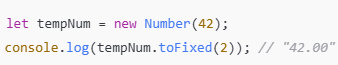 let tempNum = new Number(42);
console.log(tempNum.toFixed(2)); // "42.00"